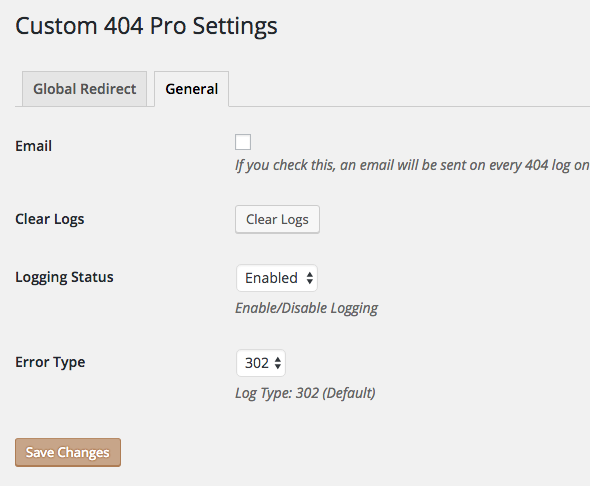 Custom 404 Pro Settings
Global Redirect General
Email
If you check this, an email will be sent on every 404 log on
Clear Logs Clear Logs
Logging Status Enabled
Enable/Disable Logging
Error Type 302
Log Type: 302 (Default)
Save Changes